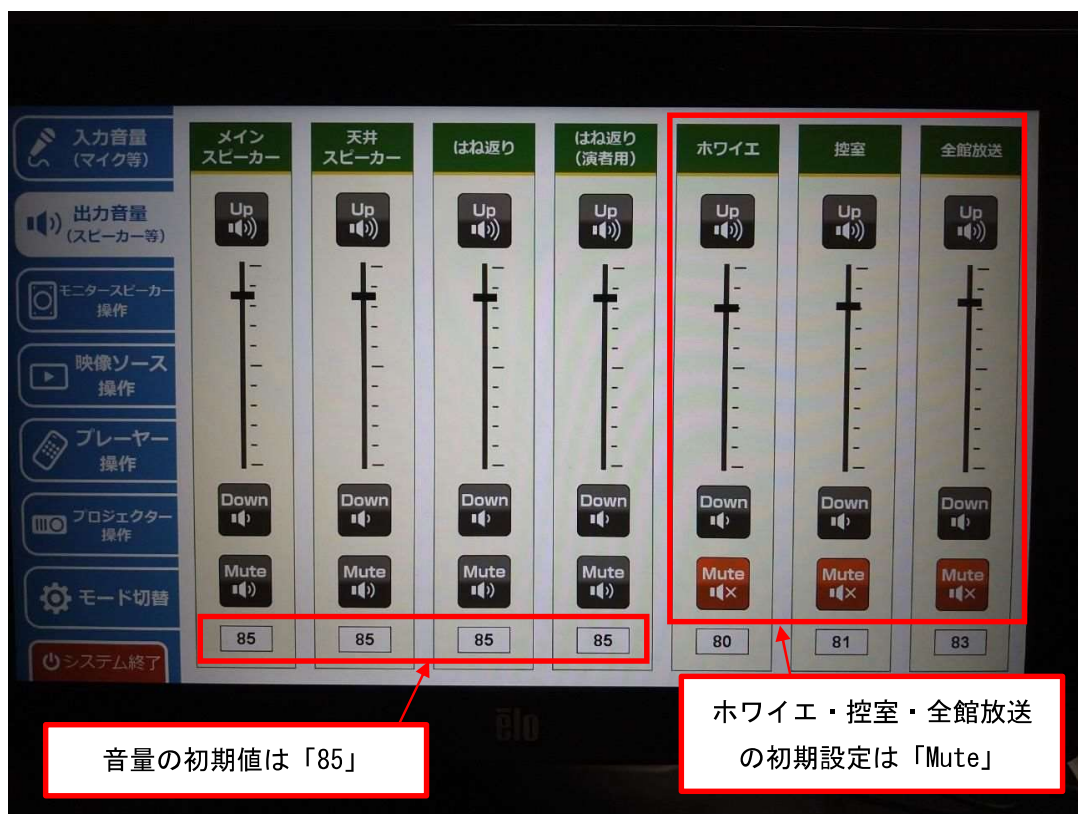 入力音量
(マイク等)
出力音量
(スピーカー等)
モニタースピーカー
操作
映像ソース
操作
プレーヤー
操作
プロジェクター
操作
モード切替
システム終了
メイン
スピーカー
天井
スピーカー
はね返り
はね返り
(演者用)
ホワイエ
控室
全館放送
Up
Up
Up
Up
Up
Up
Up
Down
Down
Down
Down
Down
Down
Down
Mute
Mute
Mute
Mute
Mute
Mute
Mute
85
85
85
85
80
81
83
elo
音量の初期値は「85」
ホワイエ・控室・全館放送
の初期設定は「Mute」